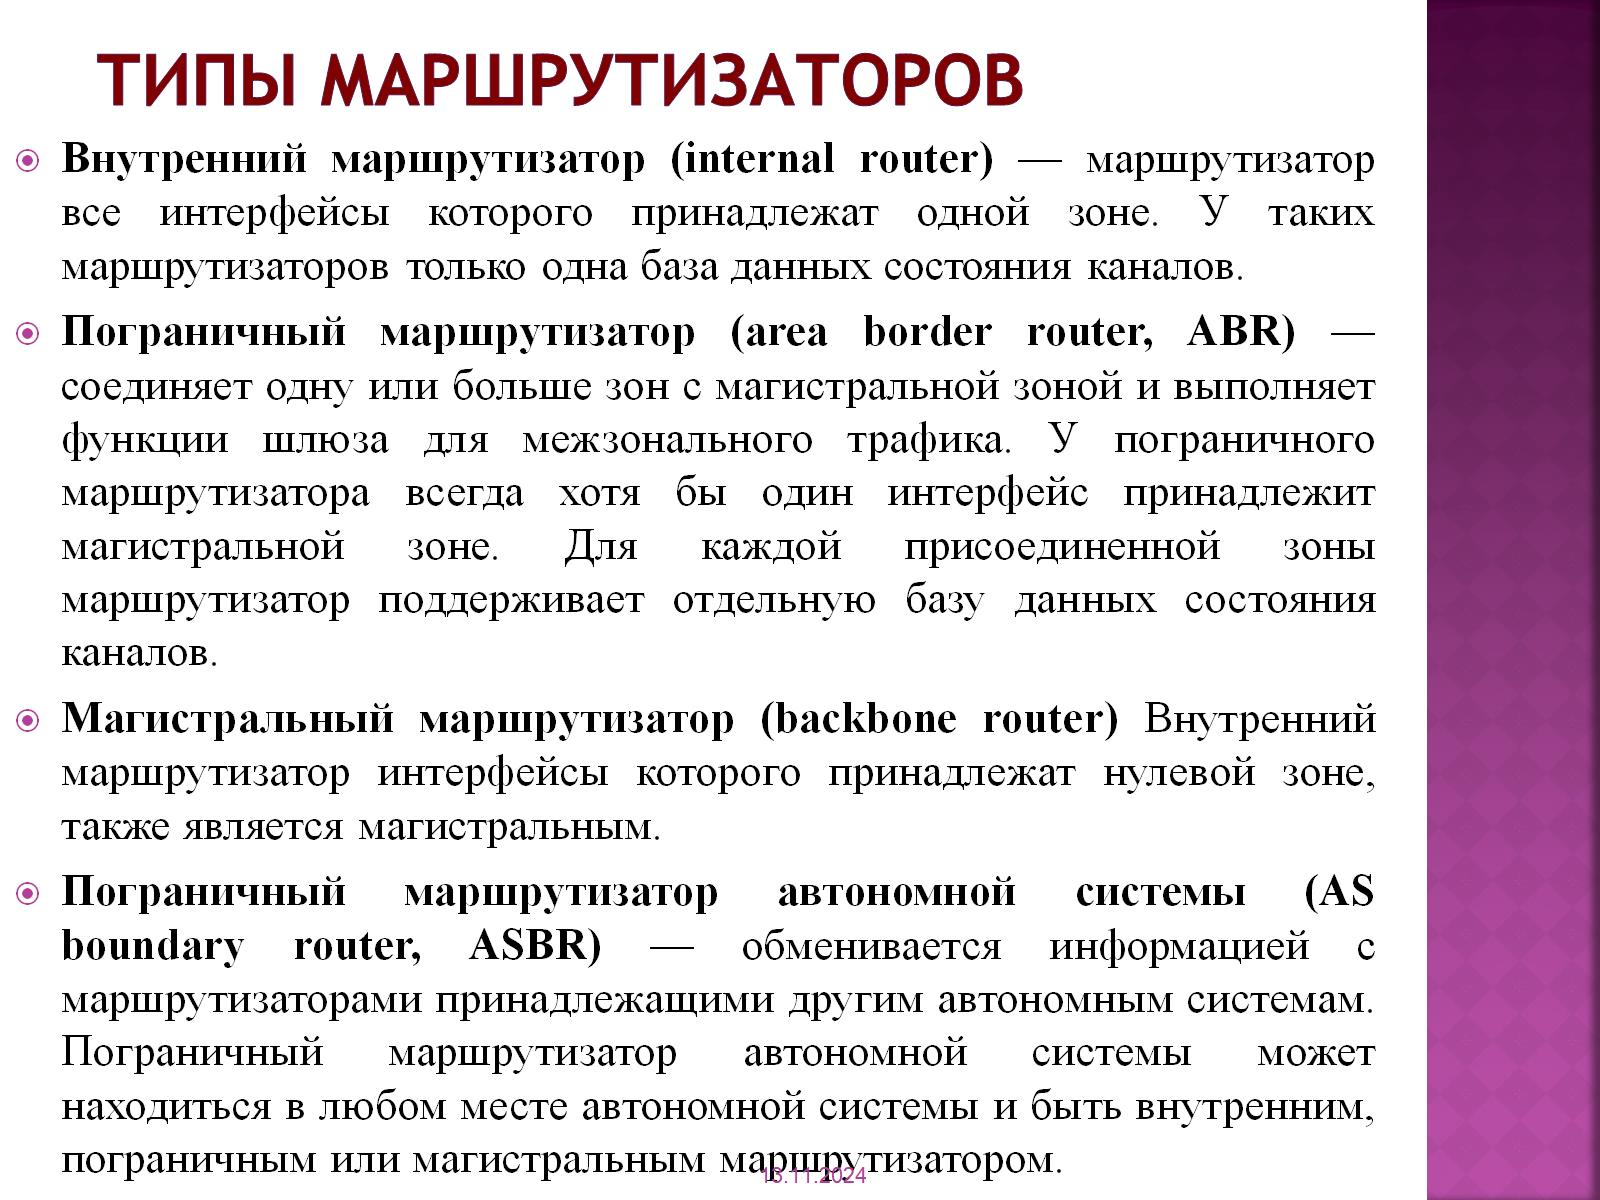 ТИПЫ МАРШРУТИЗАТОРОВ
Внутренний маршрутизатор (internal router) — маршрутизатор
все интерфейсы которого принадлежат одной зоне. У таких
маршрутизаторов только одна база данных состояния каналов.
Пограничный маршрутизатор (area border router, ABR) —
соединяет одну или больше зон с магистральной зоной и выполняет
функции шлюза для межзонального трафика. У пограничного
маршрутизатора всегда хотя бы один интерфейс принадлежит
магистральной зоне. Для каждой присоединенной зоны
маршрутизатор поддерживает отдельную базу данных состояния
каналов.
Магистральный маршрутизатор (backbone router) Внутренний
маршрутизатор интерфейсы которого принадлежат нулевой зоне,
также является магистральным.
Пограничный маршрутизатор автономной системы (AS
boundary router, ASBR) — обменивается информацией с
маршрутизаторами принадлежащими другим автономным системам.
Пограничный маршрутизатор автономной системы может
находиться в любом месте автономной системы и быть внутренним,
пограничным или магистральным маршрутизатором.
13.11.2024